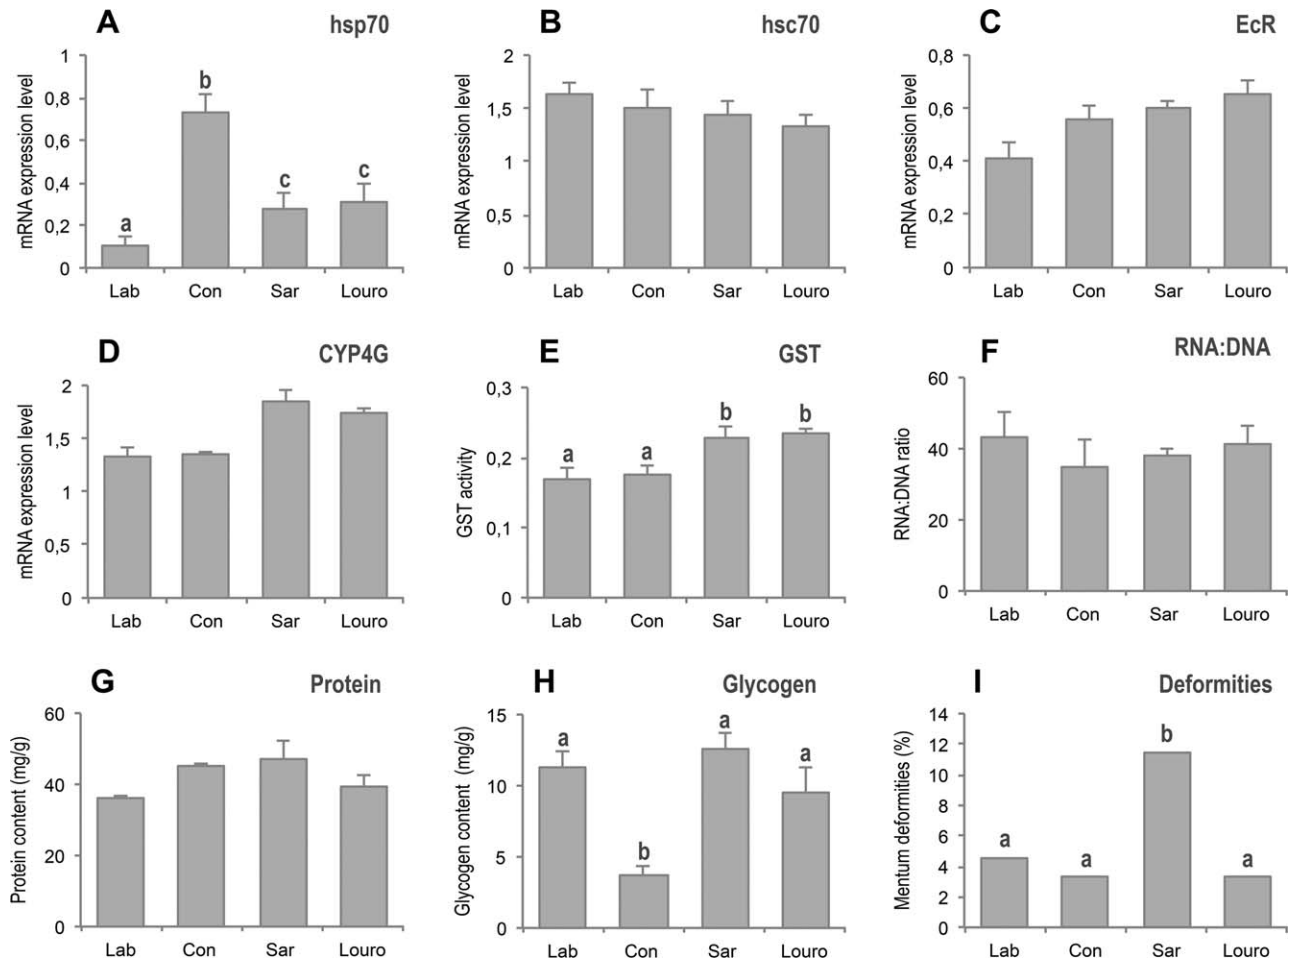 A hsp70
mRNA expression level
1
0,8
0,6
0,4
0,2
0
a
b
c
c
Lab Con Sar Louro
B hsc70
mRNA expression level
2
1,5
1
0,5
0
Lab Con Sar Louro
C EcR
mRNA expression level
0,8
0,6
0,4
0,2
0
Lab Con Sar Louro
D CYP4G
mRNA expression level
2
1,5
1
0,5
0
Lab Con Sar Louro
E GST
GST activity
0,3
0,2
0,1
0
a
a
b
b
Lab Con Sar Louro
F RNA:DNA
RNA:DNA ratio
60
40
20
0
Lab Con Sar Louro
G Protein
Protein content (mg/g)
60
40
20
0
Lab Con Sar Louro
H Glycogen
Glycogen content (mg/g)
15
10
5
0
a
b
a
a
Lab Con Sar Louro
I Deformities
Mentum deformities (%)
14
12
10
8
6
4
2
0
a
a
b
a
Lab Con Sar Louro